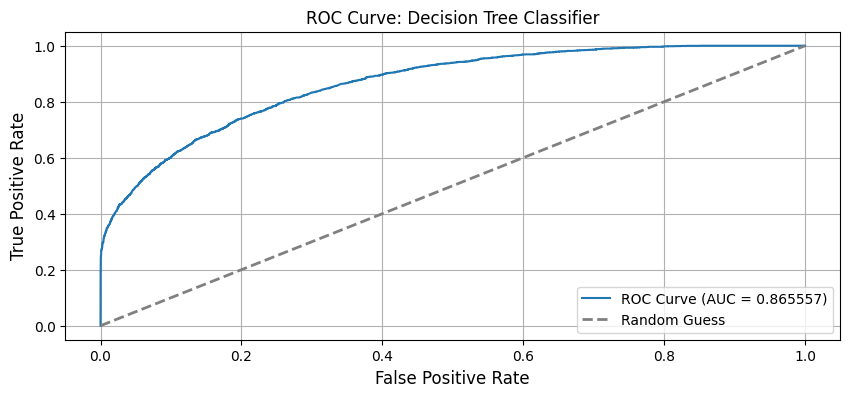 ROC Curve: Decision Tree Classifier
True Positive Rate
1.0
0.8
0.6
0.4
0.2
0.0
0.0 0.2 0.4 0.6 0.8 1.0
False Positive Rate
ROC Curve (AUC = 0.865557)
Random Guess